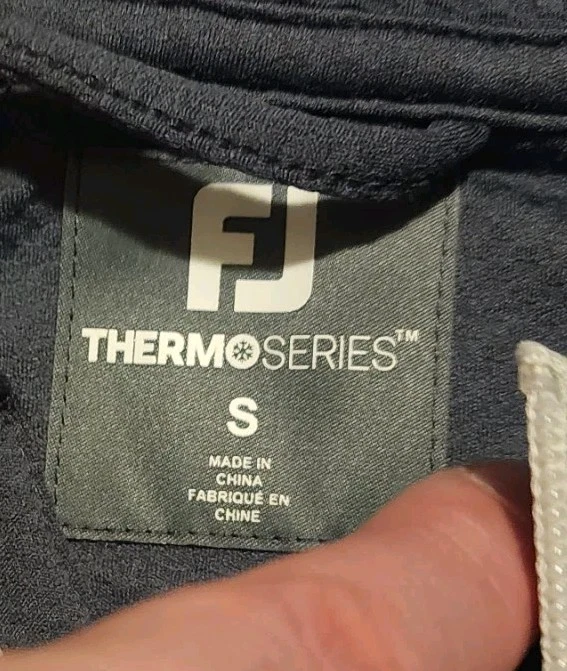 FJ
THERMOSERIES™
S
MADE IN
CHINA
FABRIQUÉ EN
CHINE